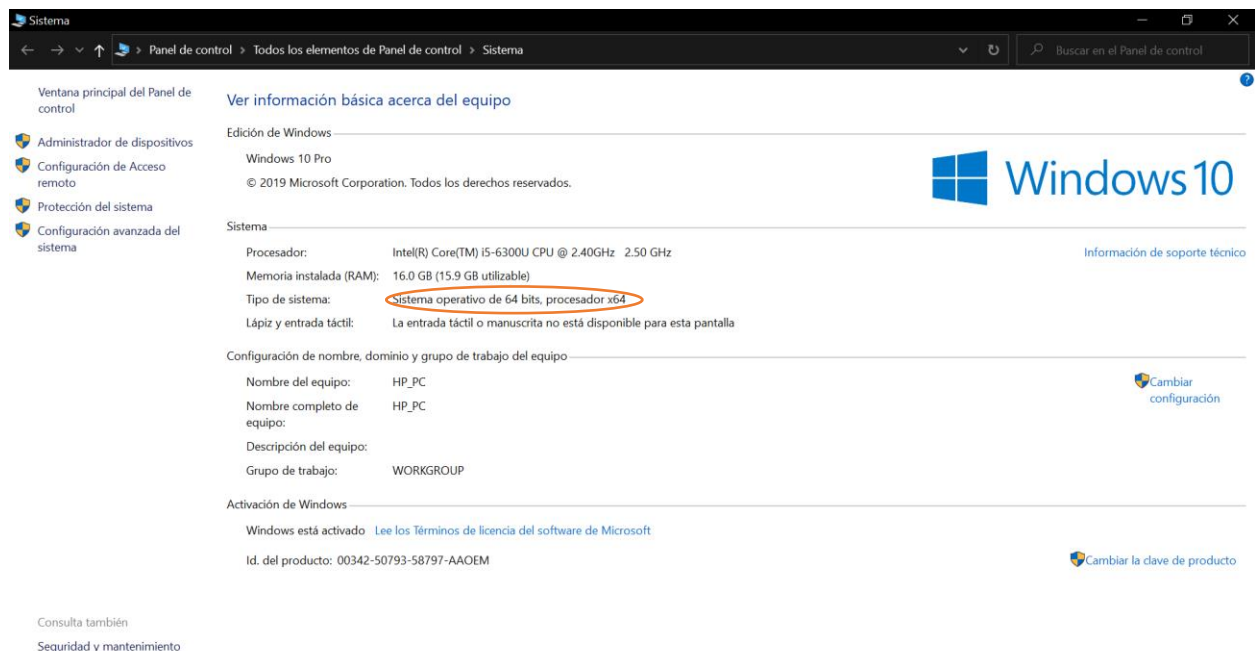 Sistema
Panel de control > Todos los elementos de Panel de control > Sistema
Buscar en el Panel de control
Ventana principal del Panel de
control
Administrador de dispositivos
Configuración de Acceso
remoto
Protección del sistema
Configuración avanzada del
sistema
Consulta también
Seguridad y mantenimiento
Ver información básica acerca del equipo
Edición de Windows
Windows 10 Pro
© 2019 Microsoft Corporation. Todos los derechos reservados.
Windows 10
Sistema
Procesador: Intel(R) Core(TM) i5-6300U CPU @ 2.40GHz 2.50 GHz
Información de soporte técnico
Memoria instalada (RAM): 16.0 GB (15.9 GB utilizable)
Tipo de sistema: Sistema operativo de 64 bits, procesador x64
Lápiz y entrada táctil: La entrada táctil o manuscrita no está disponible para esta pantalla
Configuración de nombre, dominio y grupo de trabajo del equipo
Nombre del equipo: HP_PC
Cambiar
configuración
Nombre completo de HP_PC
equipo:
Descripción del equipo:
Grupo de trabajo: WORKGROUP
Activación de Windows
Windows está activado Lee los Términos de licencia del software de Microsoft
Id. del producto: 00342-50793-58797-AAOEM
Cambiar la clave de producto